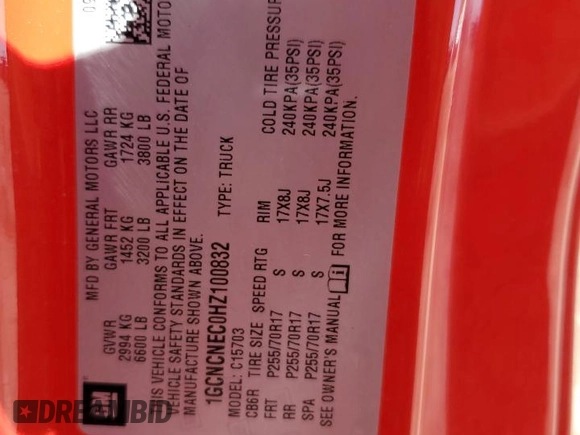 MFD BY GENERAL MOTORS LLC
GVWR GAWR FRT GAWR RR
2994 KG 1452 KG 1724 KG
6600 LB 3200 LB 3800 LB
THIS VEHICLE CONFORMS TO ALL APPLICABLE U.S. FEDERAL MOTOR
VEHICLE SAFETY STANDARDS IN EFFECT ON THE DATE OF
MANUFACTURE SHOWN ABOVE.
1GCNCNEC0HZ100832 TYPE: TRUCK
MODEL: C15703
CB6R TIRE SIZE SPEED RTG RIM COLD TIRE PRESSURE
FRT P255/70R17 S 17X8J 240KPA(35PSI)
RR P255/70R17 S 17X8J 240KPA(35PSI)
SPA P255/70R17 S 17X7.5J 240KPA(35PSI)
SEE OWNER'S MANUAL FOR MORE INFORMATION.
GM
DREAMBID